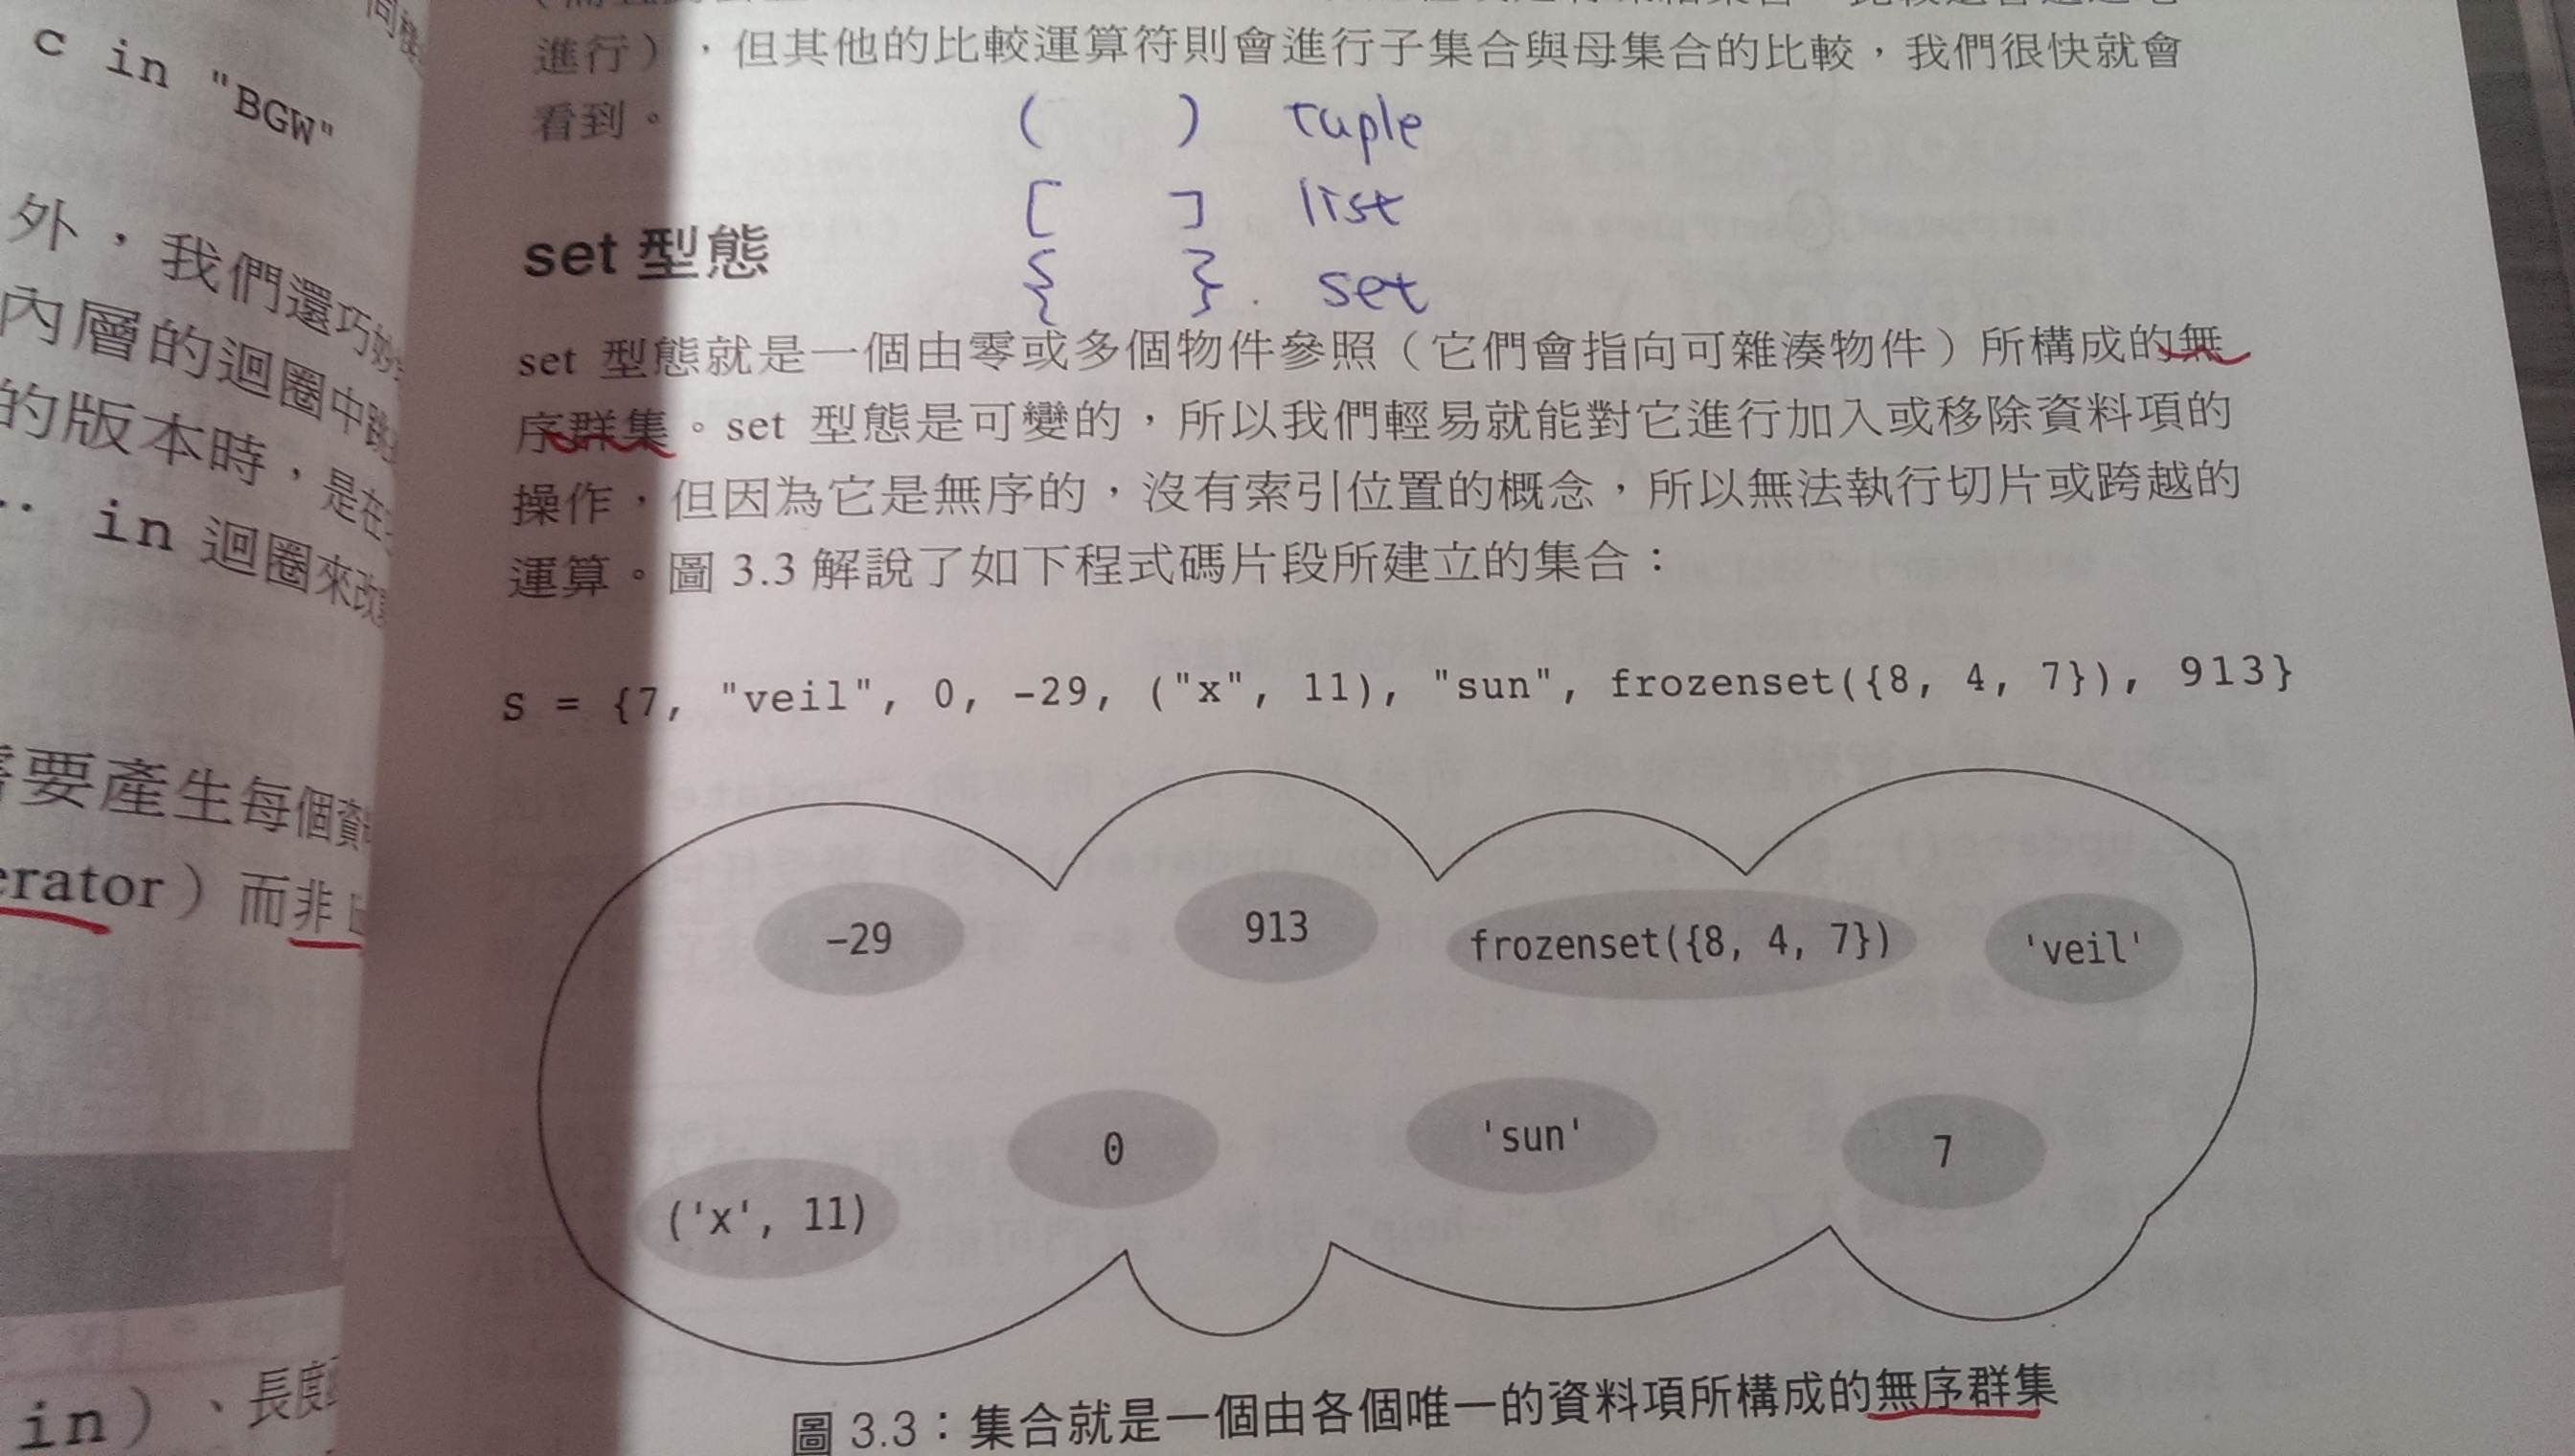 c in "BGW"
外，我們還巧妙
內層的迴圈中跳
的版本時，是在
in 迴圈來改
要產生每個資
erator）而非
in）、長度
進行），但其他的比較運算符則會進行子集合與母集合的比較，我們很快就會
看到。
( ) tuple
[ ] list
{ }. set
set 型態
set 型態就是一個由零或多個物件參照（它們會指向可雜湊物件）所構成的無
序群集。set 型態是可變的，所以我們輕易就能對它進行加入或移除資料項的
操作，但因為它是無序的，沒有索引位置的概念，所以無法執行切片或跨越的
運算。圖 3.3 解說了如下程式碼片段所建立的集合：
S = {7, "veil", 0, -29, ("x", 11), "sun", frozenset({8, 4, 7}), 913}
-29
913
frozenset({8, 4, 7})
'veil'
('x', 11)
0
'sun'
7
圖 3.3：集合就是一個由各個唯一的資料項所構成的無序群集